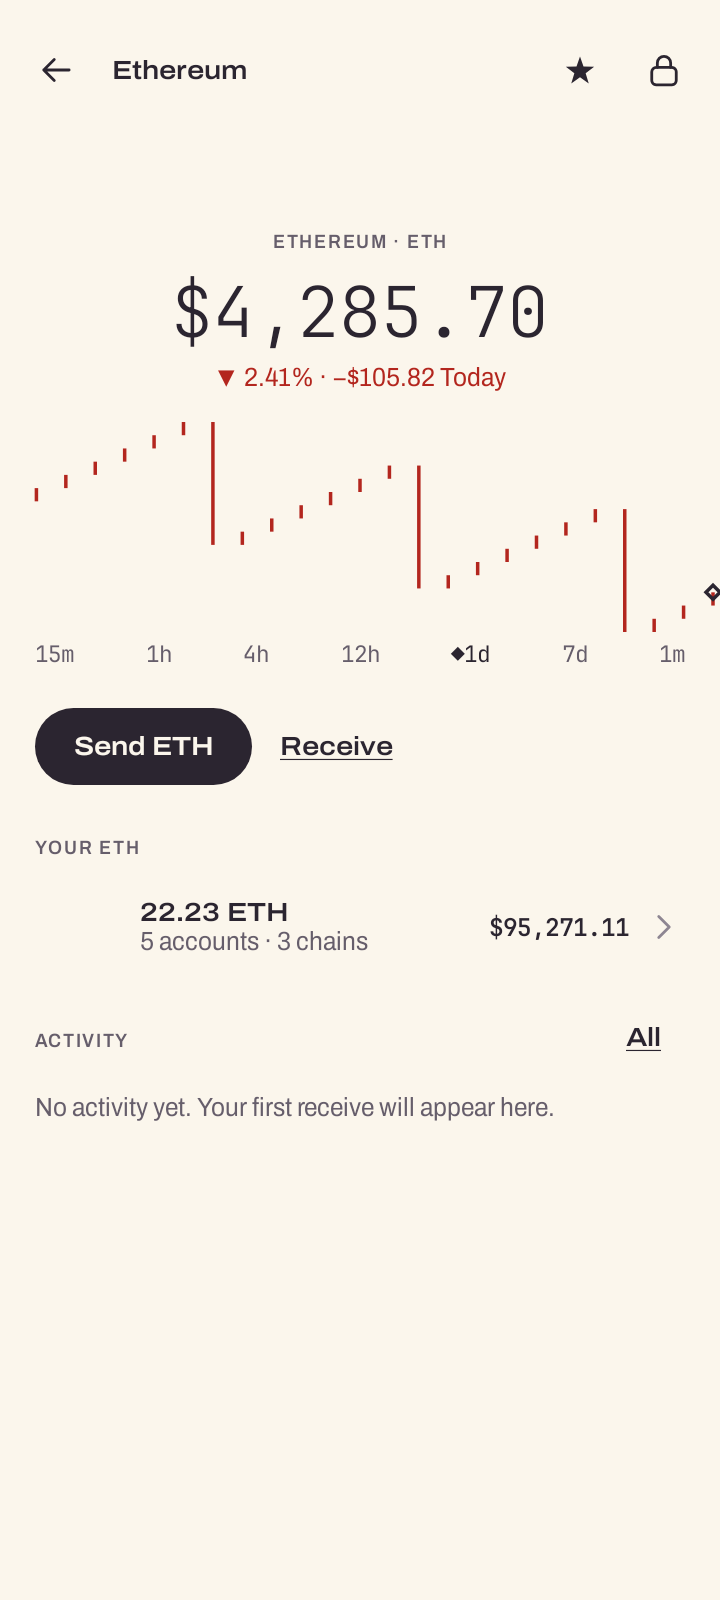 Ethereum
ETHEREUM · ETH
$4,285.70
▼ 2.41% · −$105.82 Today
15m 1h 4h 12h ◆1d 7d 1m
Send ETH Receive
YOUR ETH
22.23 ETH
5 accounts · 3 chains
$95,271.11
ACTIVITY All
No activity yet. Your first receive will appear here.